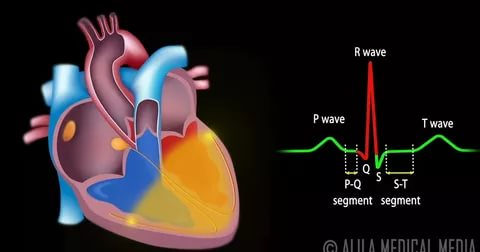 R wave
P wave
T wave
Q
S
P-Q
segment
S-T
segment
© ALILA MEDICAL MEDIA